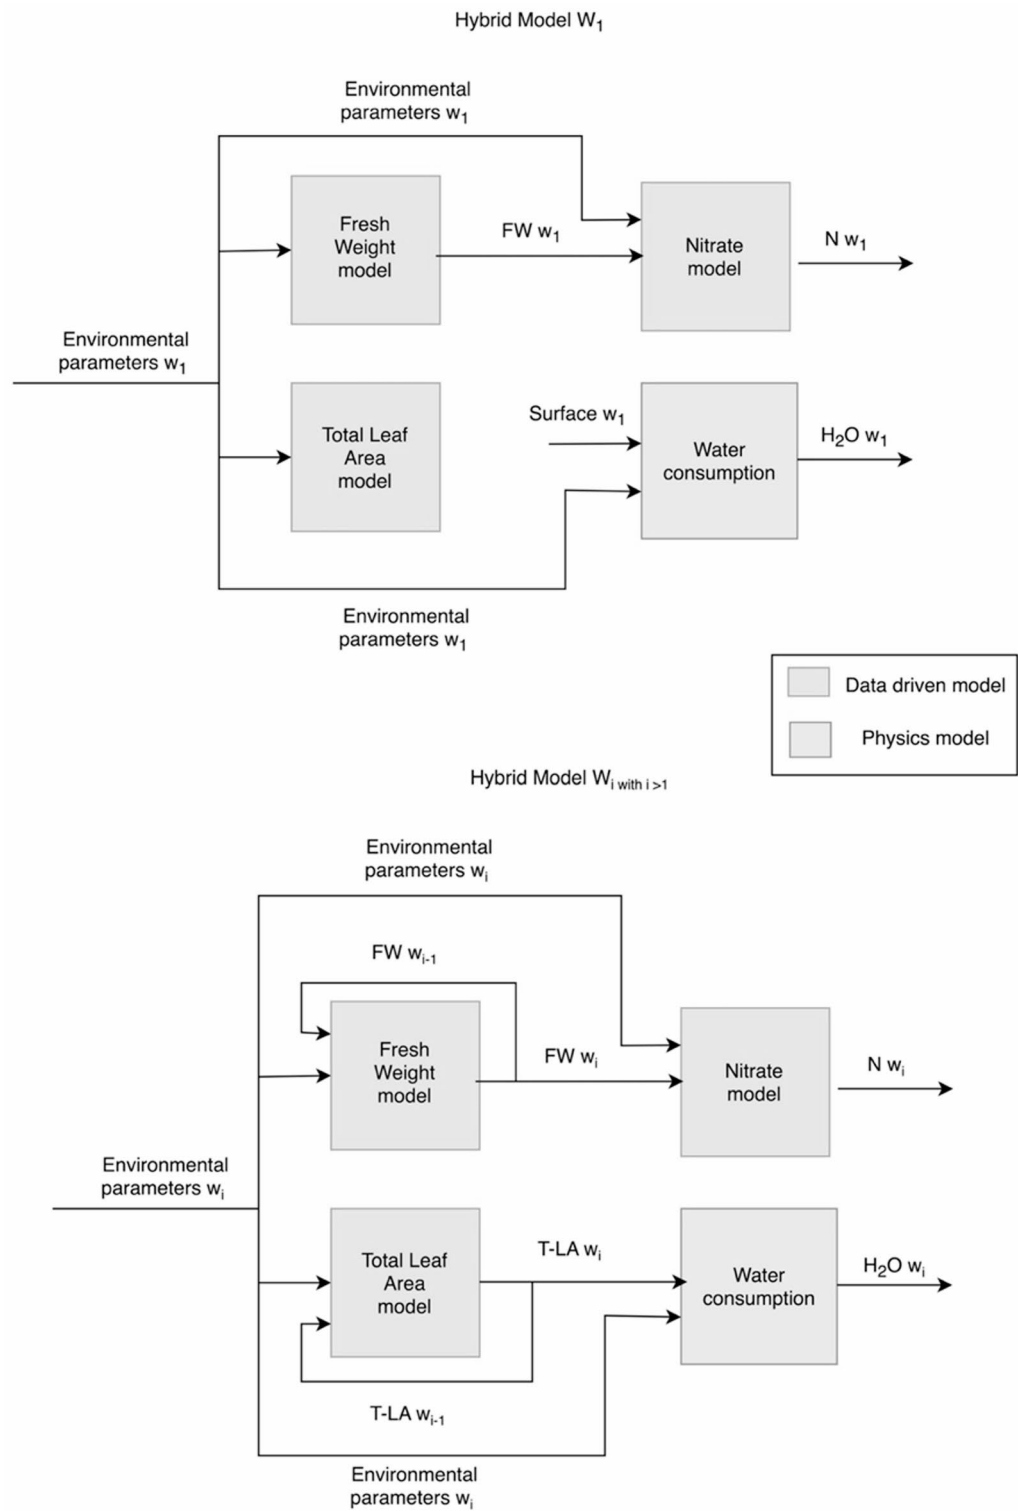 Hybrid Model W₁
Environmental
parameters w₁
Fresh
Weight
model
FW w₁
Nitrate
model
N w₁
Environmental
parameters w₁
Total Leaf
Area
model
Surface w₁
Water
consumption
H₂O w₁
Environmental
parameters w₁
Data driven model
Physics model
Hybrid Model Wi with i >1
Environmental
parameters wᵢ
FW wᵢ₋₁
Fresh
Weight
model
FW wᵢ
Nitrate
model
N wᵢ
Environmental
parameters wᵢ
Total Leaf
Area
model
T-LA wᵢ
Water
consumption
H₂O wᵢ
T-LA wᵢ₋₁
Environmental
parameters wᵢ